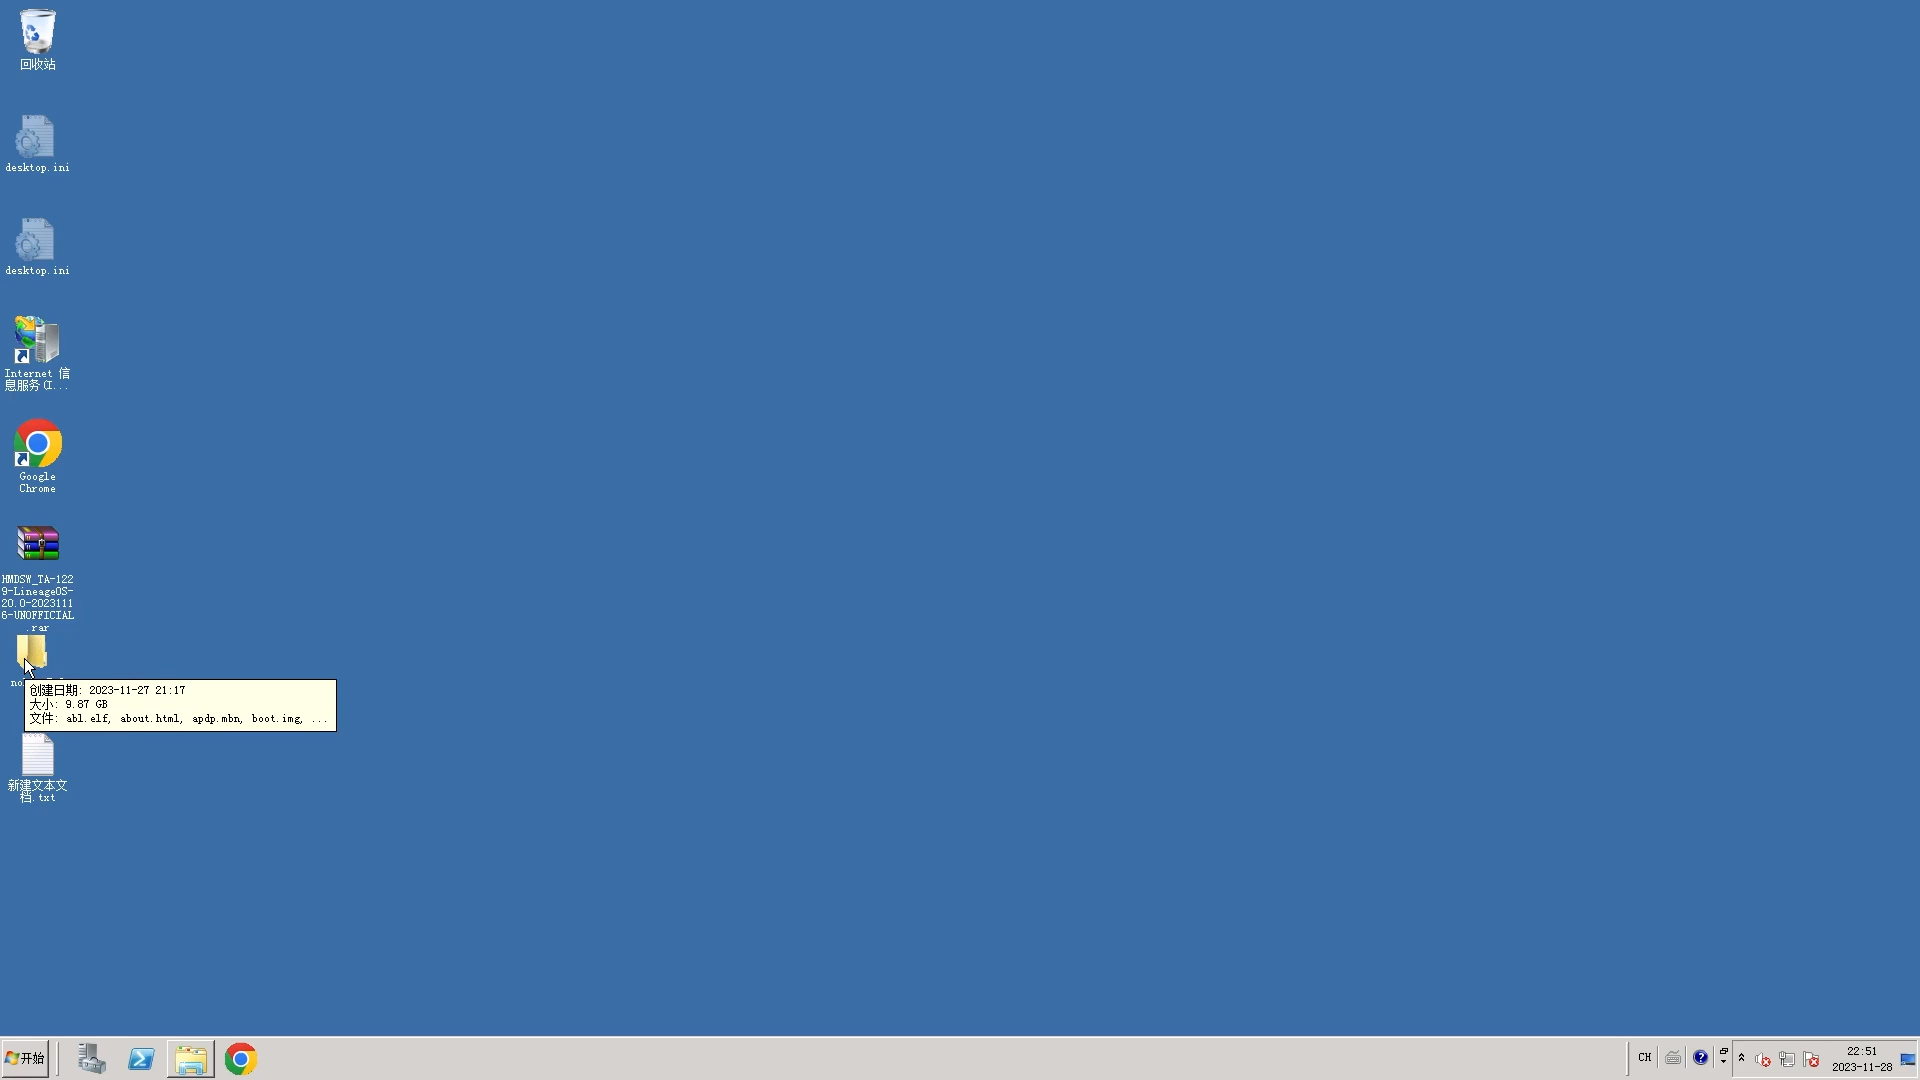 回收站
desktop.ini
desktop.ini
Internet 信
息服务(I...
Google
Chrome
HMDSW_TA-122
9-LineageOS-
20.0-2023111
6-UNOFFICIAL
.rar
创建日期: 2023-11-27 21:17
大小: 9.87 GB
文件: abl.elf, about.html, apdp.mbn, boot.img, ...
新建文本文
档.txt
开始
CH
22:51
2023-11-28